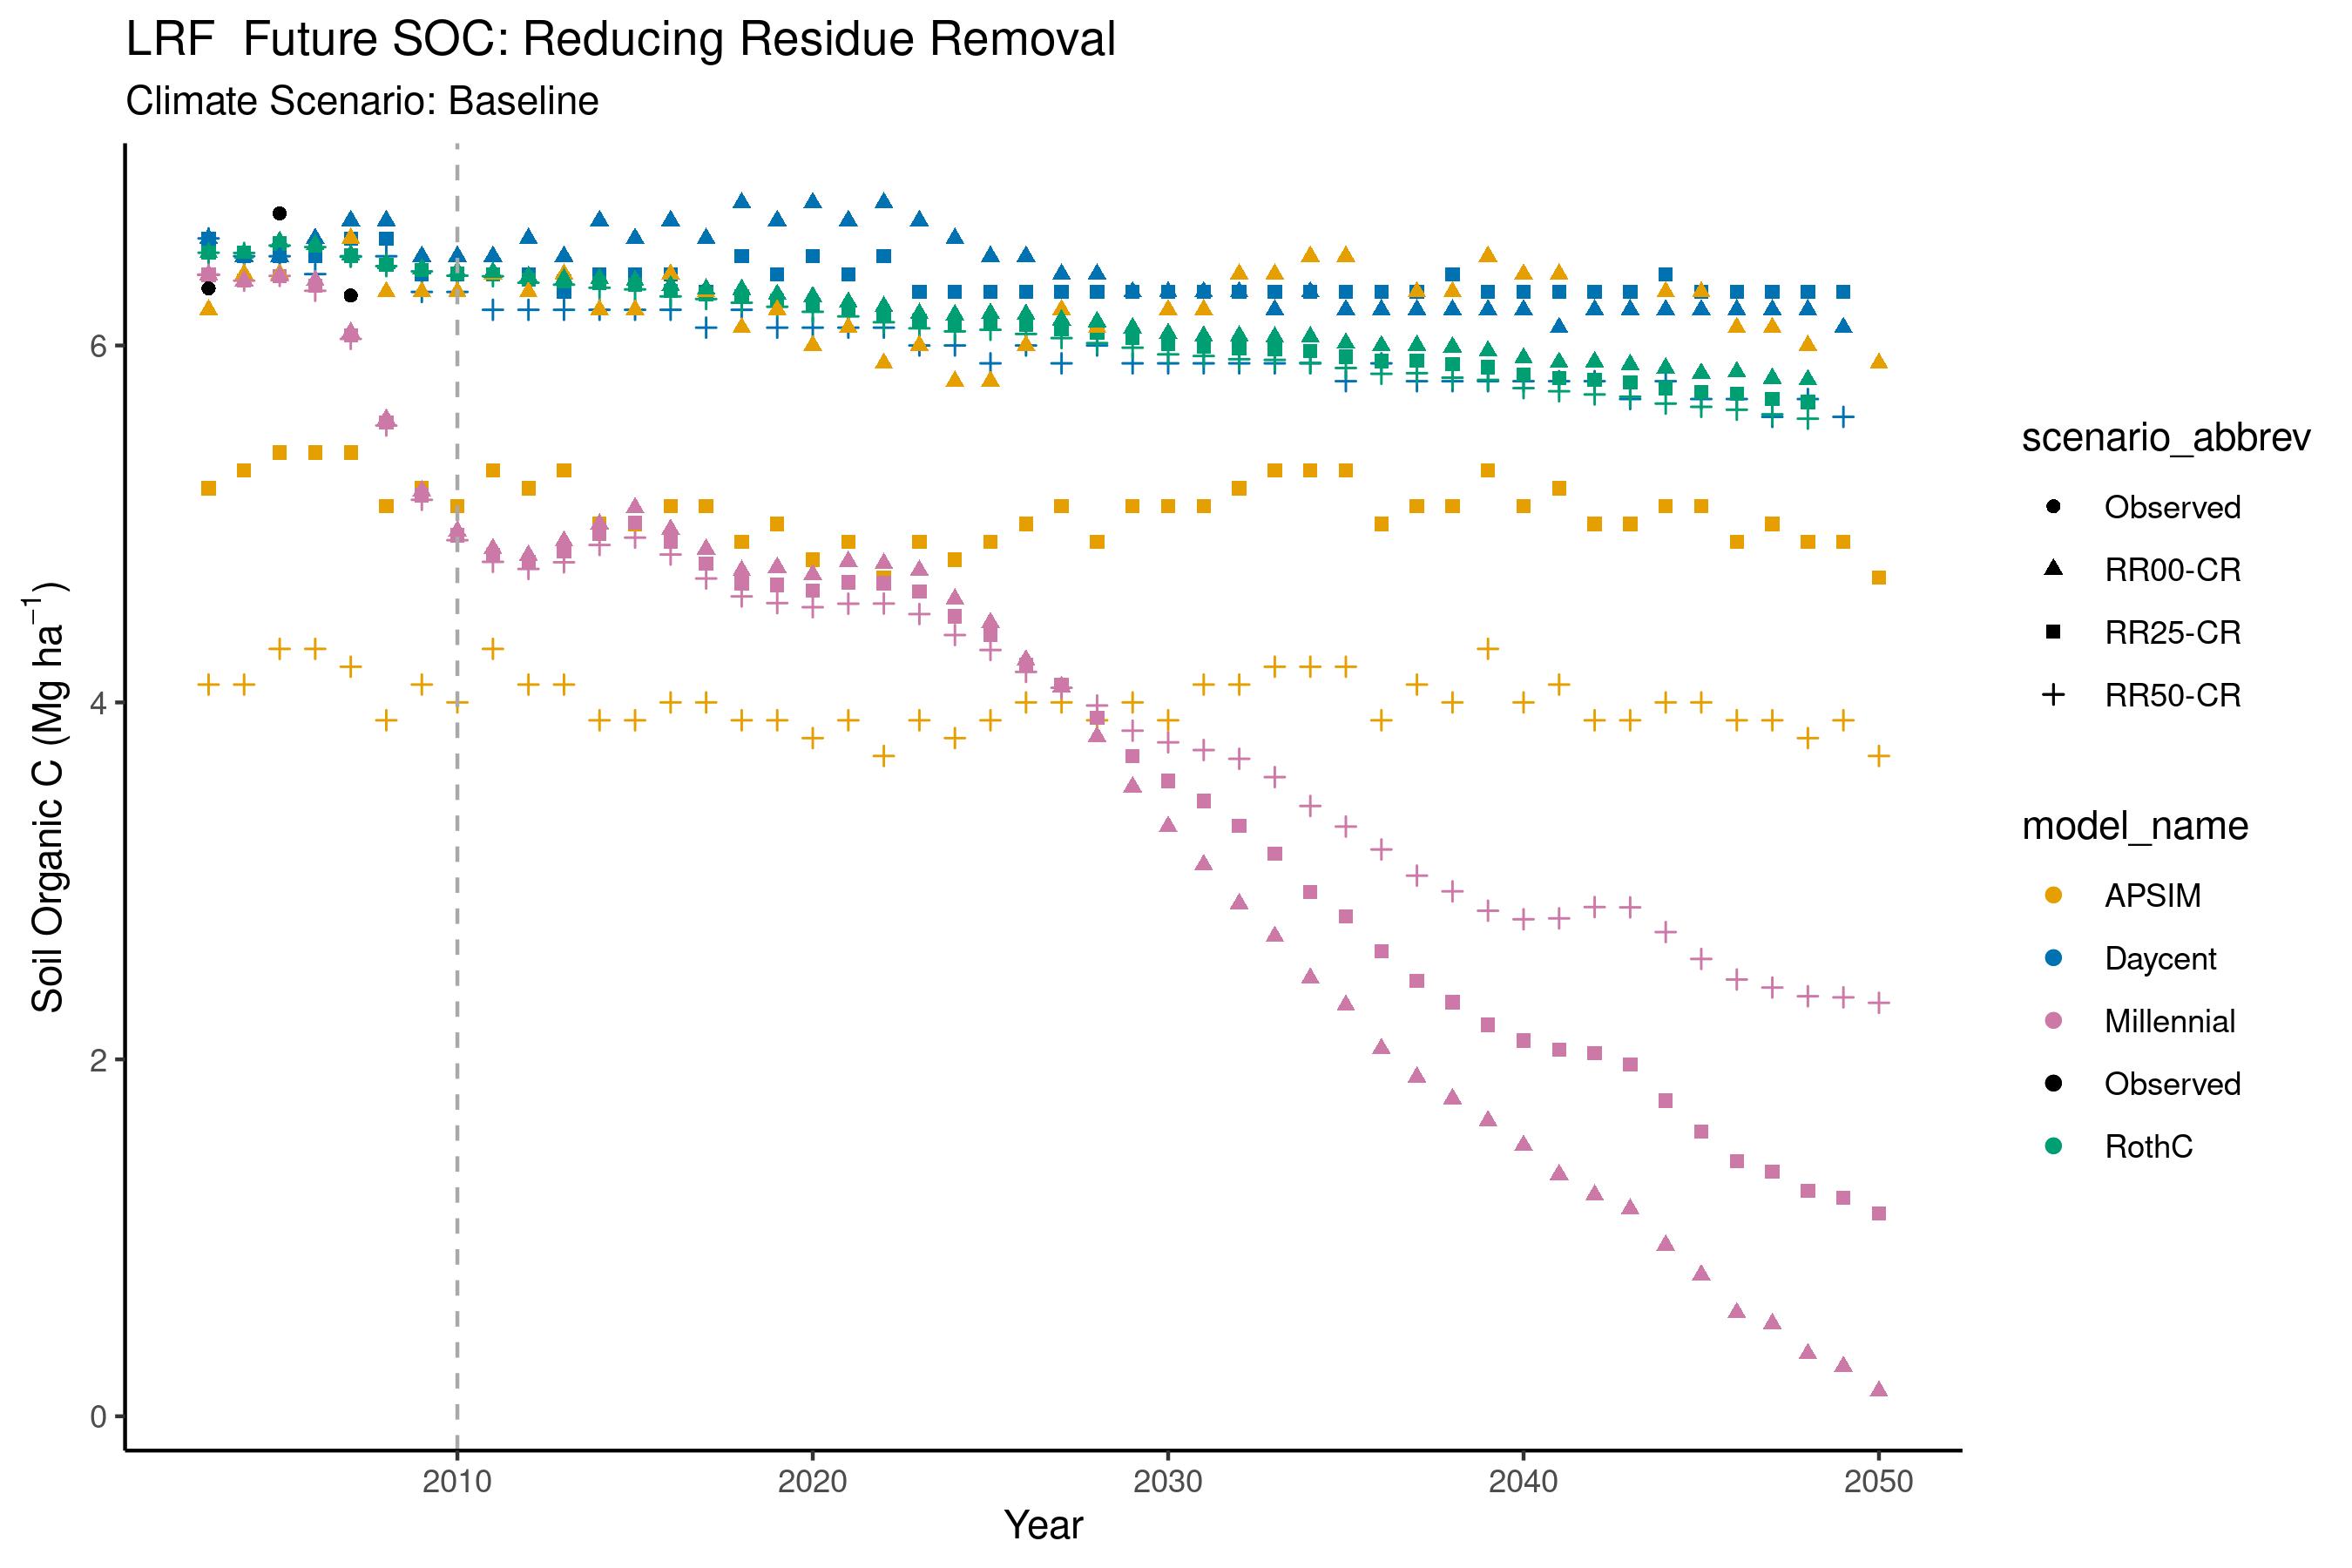 LRF  Future SOC: Reducing Residue Removal
Climate Scenario: Baseline
Soil Organic C (Mg ha⁻¹)
6
4
2
0
2010
2020
2030
2040
2050
Year
scenario_abbrev
Observed
RR00-CR
RR25-CR
RR50-CR
model_name
APSIM
Daycent
Millennial
Observed
RothC